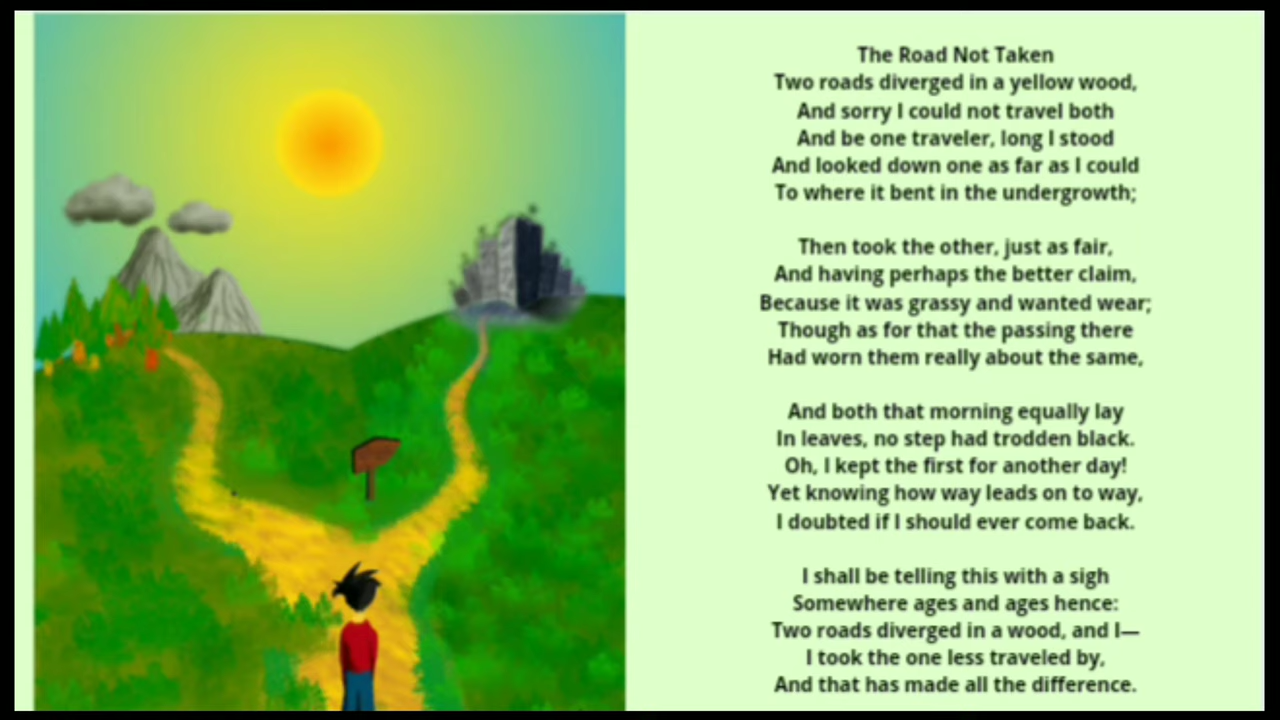 The Road Not Taken
Two roads diverged in a yellow wood,
And sorry I could not travel both
And be one traveler, long I stood
And looked down one as far as I could
To where it bent in the undergrowth;
Then took the other, just as fair,
And having perhaps the better claim,
Because it was grassy and wanted wear;
Though as for that the passing there
Had worn them really about the same,
And both that morning equally lay
In leaves, no step had trodden black.
Oh, I kept the first for another day!
Yet knowing how way leads on to way,
I doubted if I should ever come back.
I shall be telling this with a sigh
Somewhere ages and ages hence:
Two roads diverged in a wood, and I—
I took the one less traveled by,
And that has made all the difference.